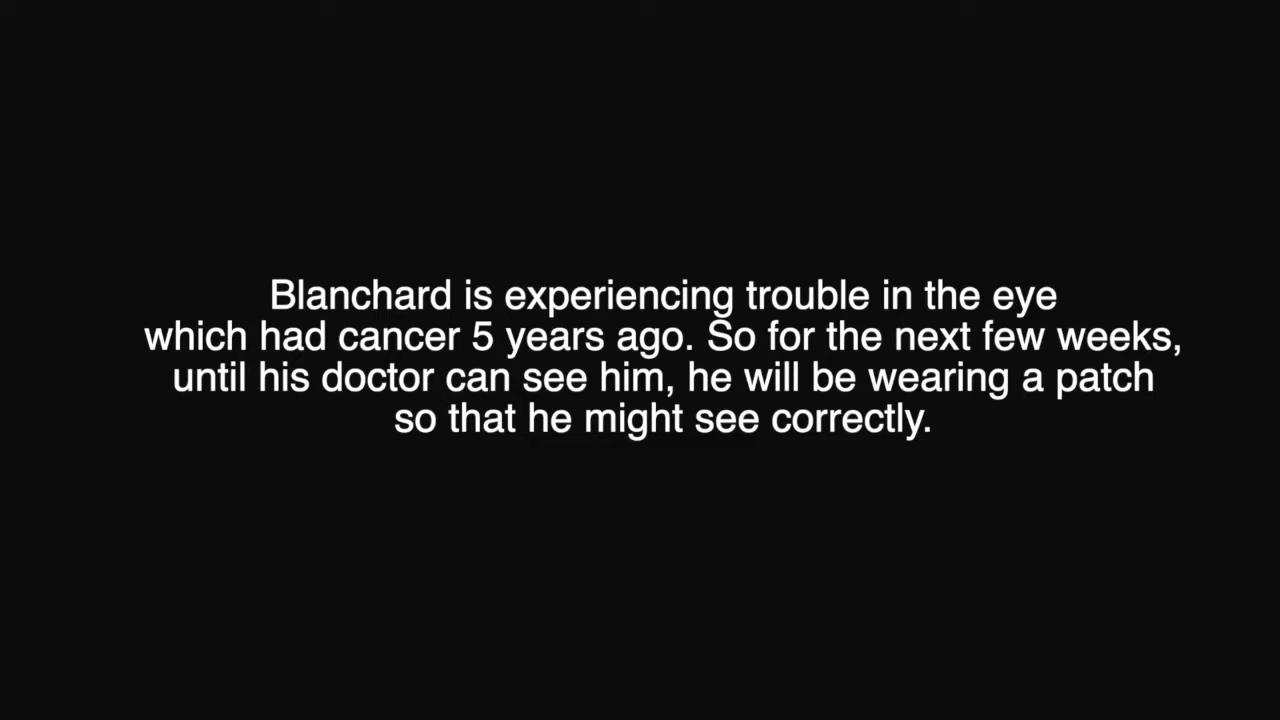 Blanchard is experiencing trouble in the eye
which had cancer 5 years ago. So for the next few weeks,
until his doctor can see him, he will be wearing a patch
so that he might see correctly.